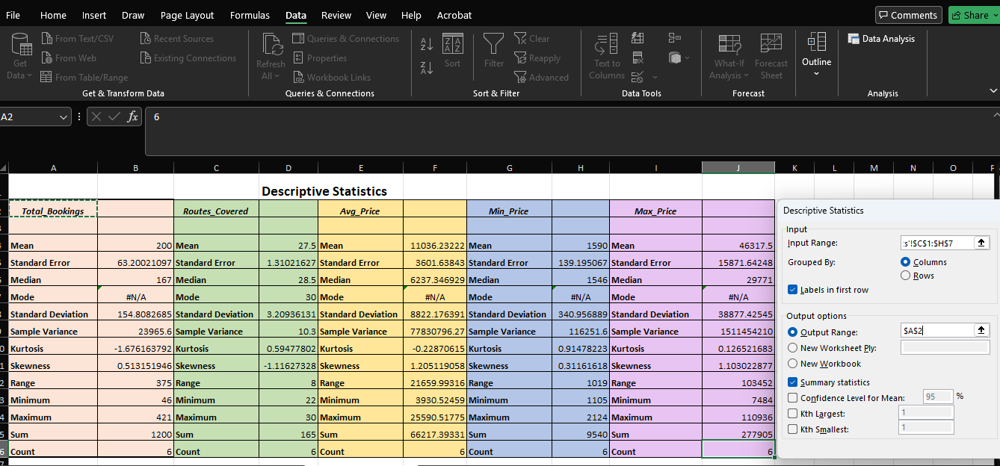 File Home Insert Draw Page Layout Formulas Data Review View Help Acrobat Comments Share
From Text/CSV Recent Sources Queries & Connections Clear Data Analysis
Get Data From Web Existing Connections Refresh All Properties Sort Filter Reapply Text to Columns What-If Analysis Forecast Sheet Outline
From Table/Range Workbook Links Advanced
Get & Transform Data Queries & Connections Sort & Filter Data Tools Forecast Analysis
A2 fx 6
A B C D E F G H I J K L M N O
Descriptive Statistics
Total_Bookings Routes_Covered Avg_Price Min_Price Max_Price
Mean 200 Mean 27.5 Mean 11036.23222 Mean 1590 Mean 46317.5
Standard Error 63.20021097 Standard Error 1.31021627 Standard Error 3601.63843 Standard Error 139.195067 Standard Error 15871.64248
Median 167 Median 28.5 Median 6237.346929 Median 1546 Median 29771
Mode #N/A Mode 30 Mode #N/A Mode #N/A Mode #N/A
Standard Deviation 154.8082685 Standard Deviation 3.20936131 Standard Deviation 8822.176391 Standard Deviation 340.956889 Standard Deviation 38877.42545
Sample Variance 23965.6 Sample Variance 10.3 Sample Variance 77830796.27 Sample Variance 116251.6 Sample Variance 1511454210
Kurtosis -1.676163792 Kurtosis 0.59477802 Kurtosis -0.22870615 Kurtosis 0.91478223 Kurtosis 0.126521683
Skewness 0.513151946 Skewness -1.11627328 Skewness 1.205119058 Skewness 0.31161618 Skewness 1.103022877
Range 375 Range 8 Range 21659.99316 Range 1019 Range 103452
Minimum 46 Minimum 22 Minimum 3930.52459 Minimum 1105 Minimum 7484
Maximum 421 Maximum 30 Maximum 25590.51775 Maximum 2124 Maximum 110936
Sum 1200 Sum 165 Sum 66217.39331 Sum 9540 Sum 277905
Count 6 Count 6 Count 6 Count 6 Count 6
Descriptive Statistics
Input
Input Range: :s'!$C$1:$H$7
Grouped By: Columns
Rows
Labels in first row
Output options
Output Range: $A$2
New Worksheet Ply:
New Workbook
Summary statistics
Confidence Level for Mean: 95 %
Kth Largest: 1
Kth Smallest: 1